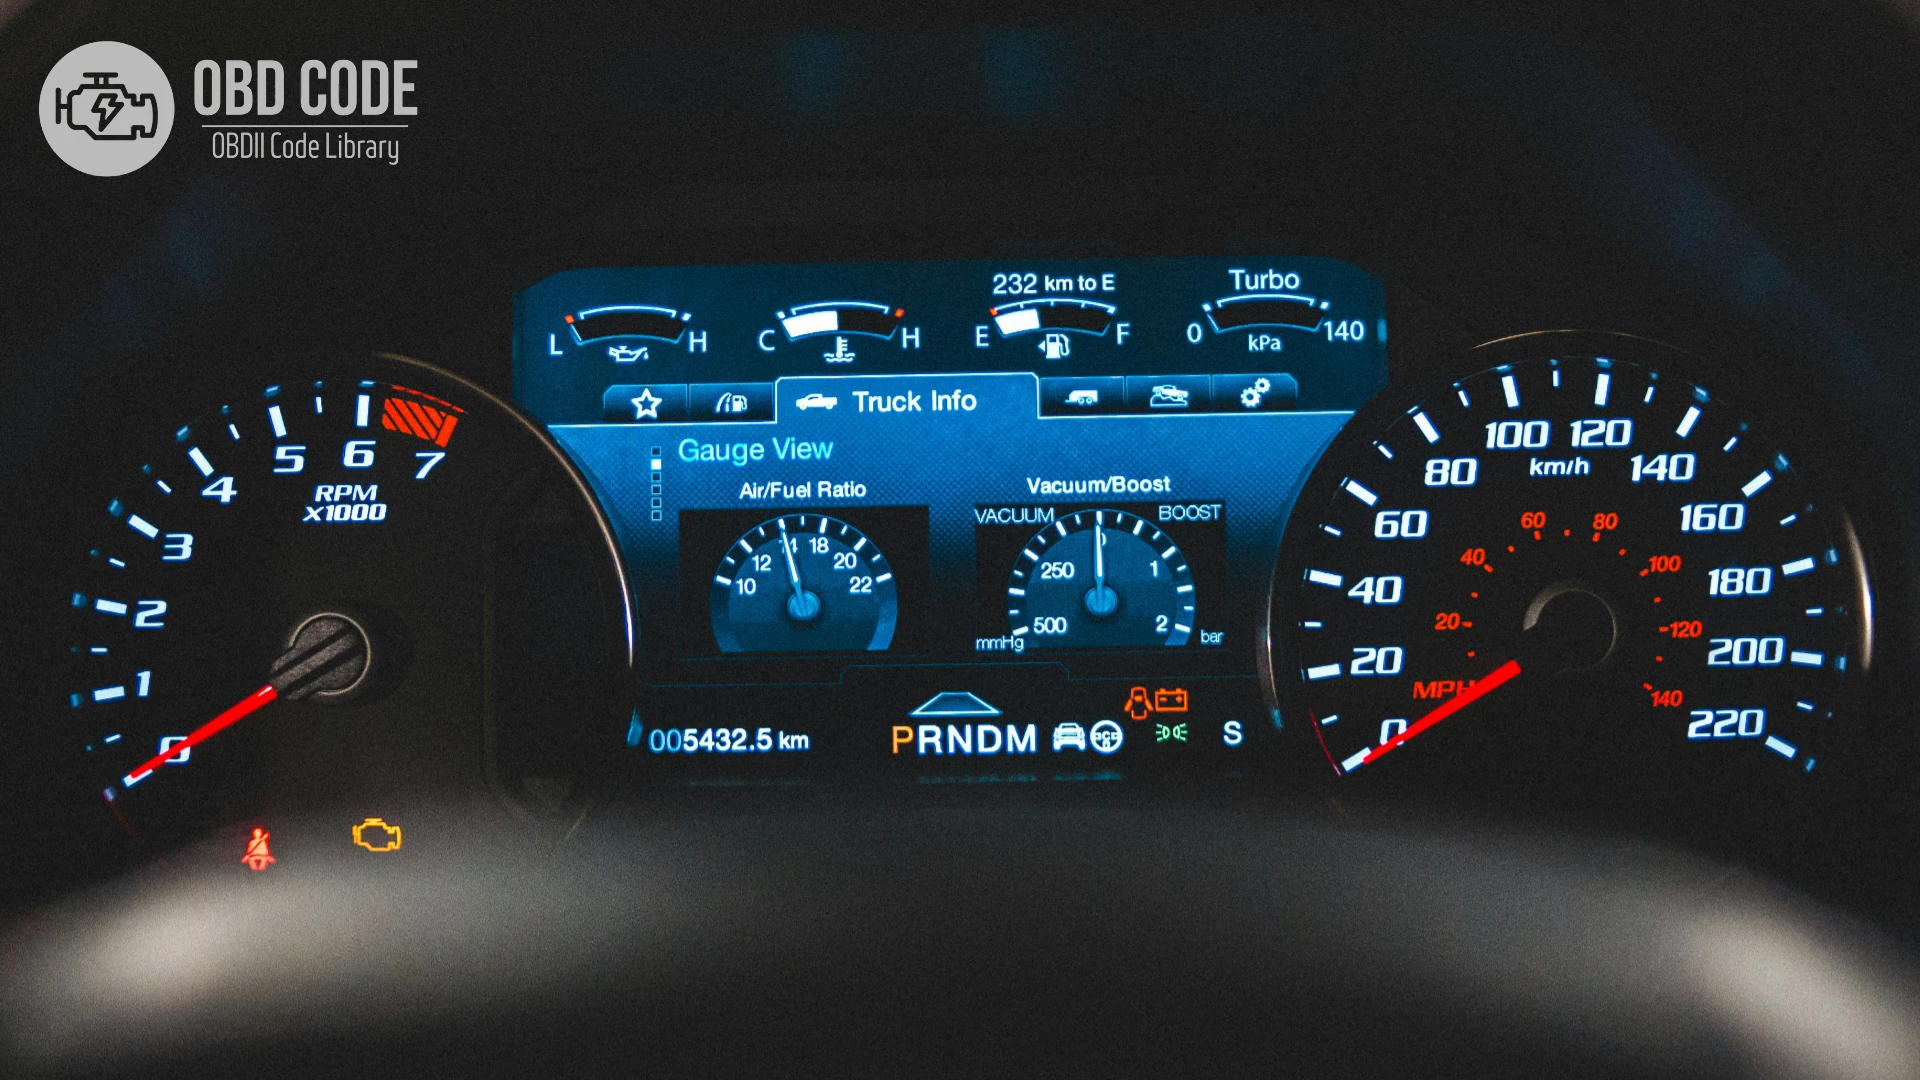 OBD CODE
OBDII Code Library
232 km to E
Turbo
L H
C H
E F
0 140
kPa
Truck Info
Gauge View
Air/Fuel Ratio
10 12 14 18 20 22
Vacuum/Boost
VACUUM BOOST
500 250 0 1 2
mmHg bar
0 1 2 3 4 5 6 7
RPM
X1000
0 20 40 60 80 100 120 140 160 180 200 220
km/h
20 40 60 80 100 120 140
MPH
005432.5 km
PRNDM
S